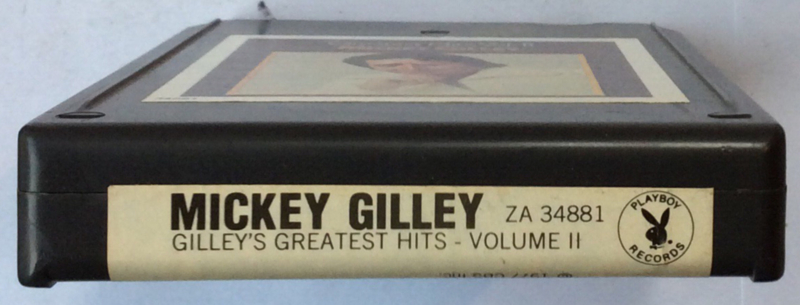 MICKEY GILLEY ZA 34881
GILLEY'S GREATEST HITS - VOLUME II
PLAYBOY
RECORDS